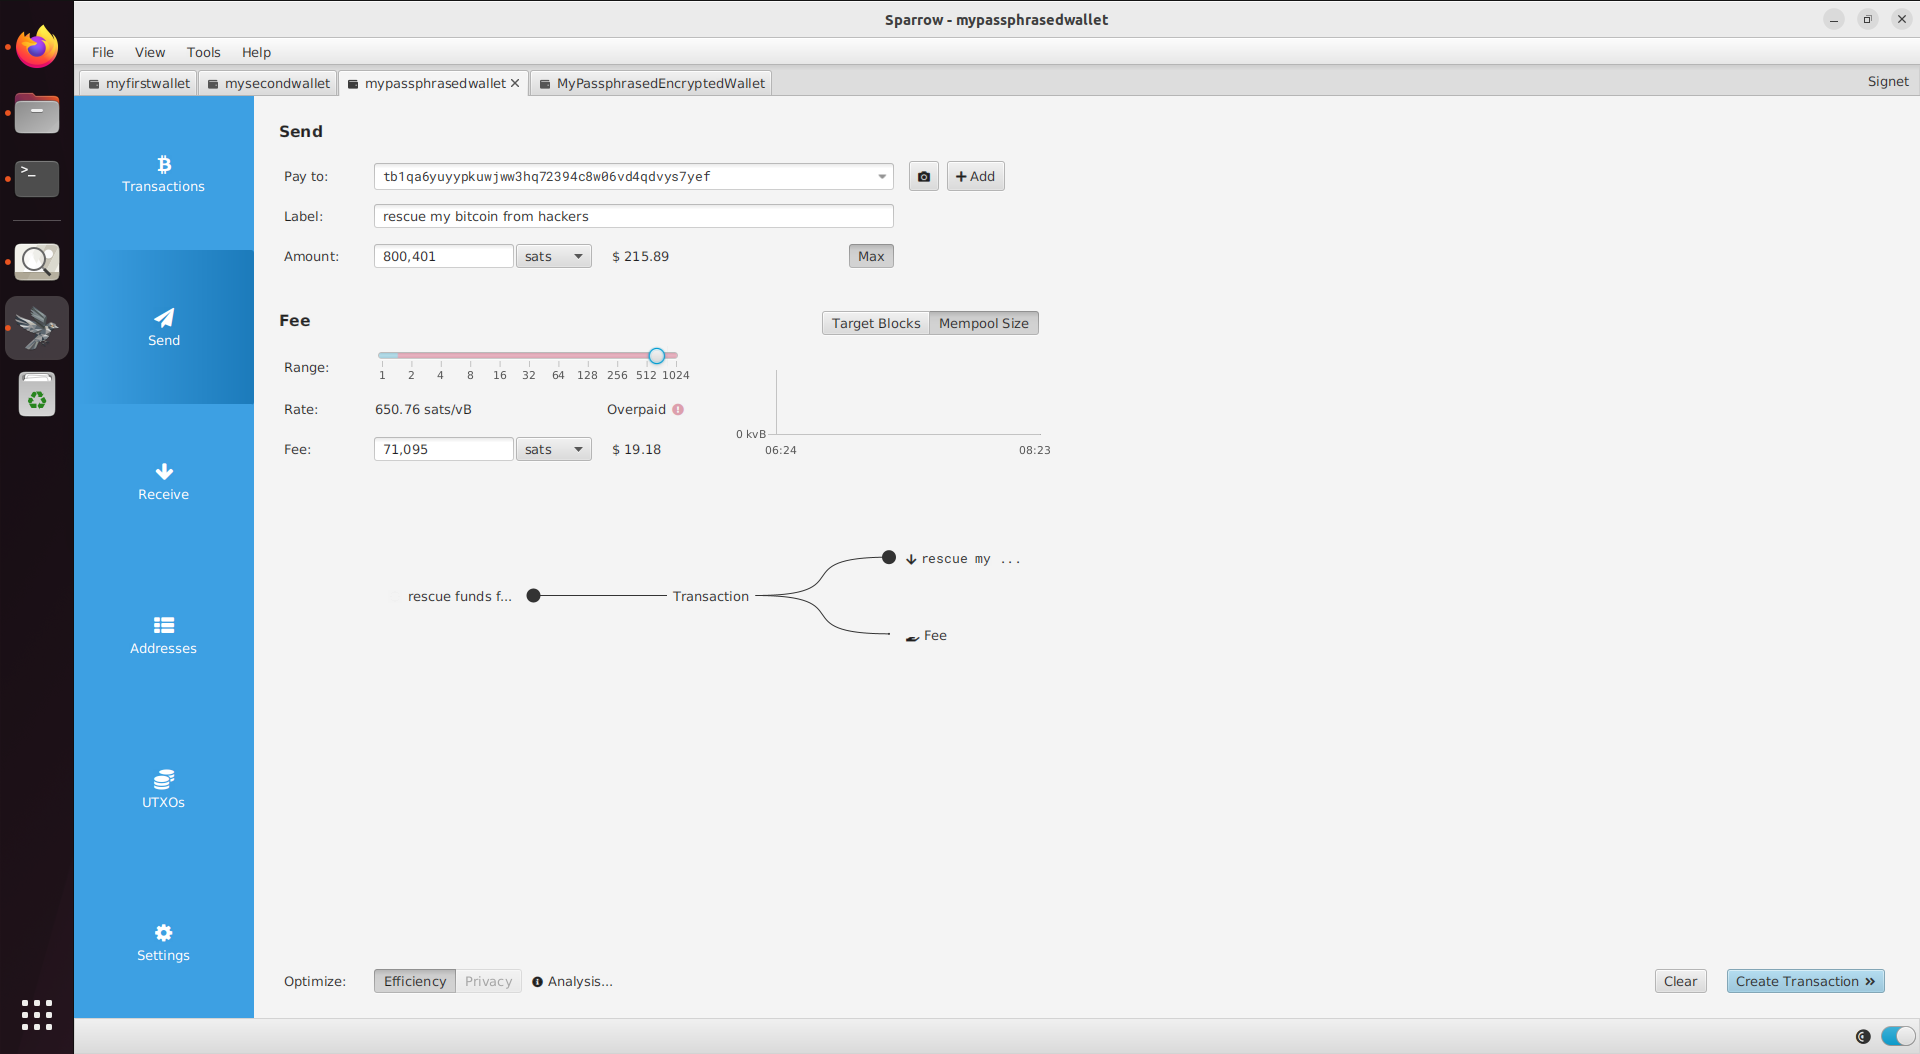 Sparrow - mypassphrasedwallet
File View Tools Help
myfirstwallet mysecondwallet mypassphrasedwallet MyPassphrasedEncryptedWallet Signet
Transactions
Send
Receive
Addresses
UTXOs
Settings
Send
Pay to: tb1qa6yuyypkuwjww3hq72394c8w06vd4qdvys7yef + Add
Label: rescue my bitcoin from hackers
Amount: 800,401 sats $ 215.89 Max
Fee Target Blocks Mempool Size
Range:
1 2 4 8 16 32 64 128 256 512 1024
Rate: 650.76 sats/vB Overpaid
Fee: 71,095 sats $ 19.18
0 kvB
06:24 08:23
rescue my ...
rescue funds f... Transaction
Fee
Optimize: Efficiency Privacy Analysis... Clear Create Transaction »